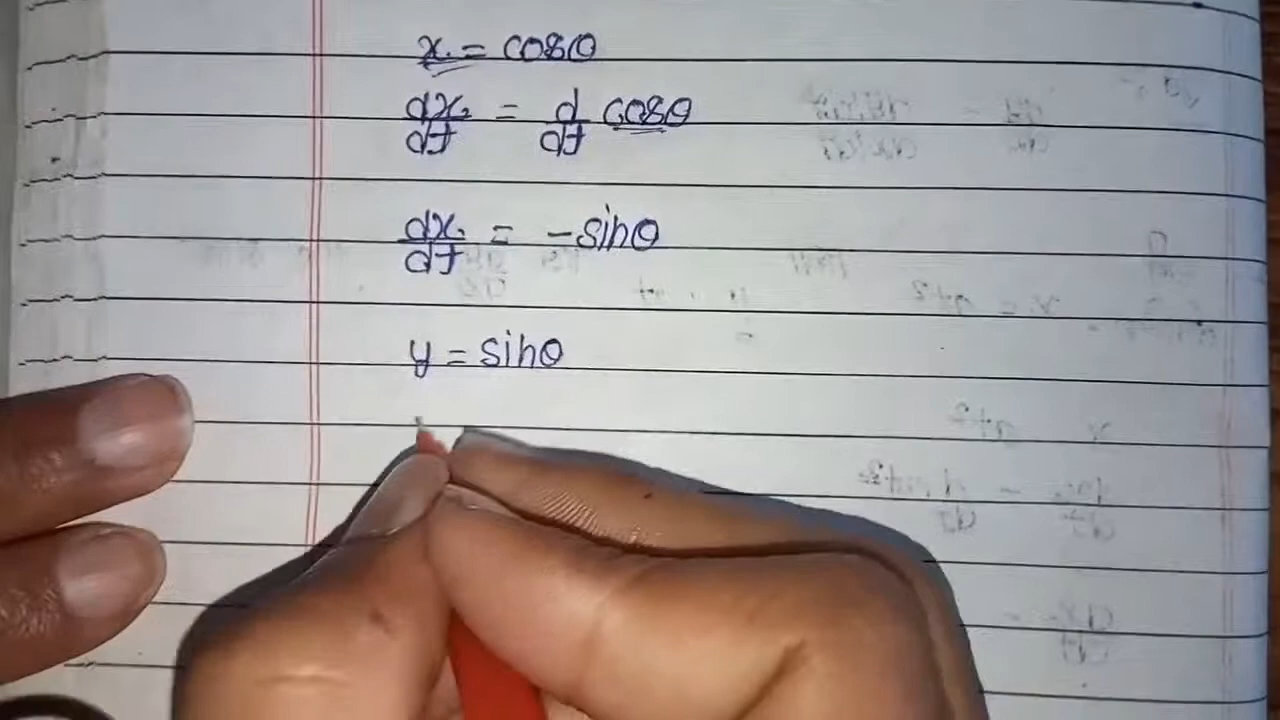 x = cosθ
dx/dt = d/dt cosθ
dx/dt = -sinθ
y = sinθ